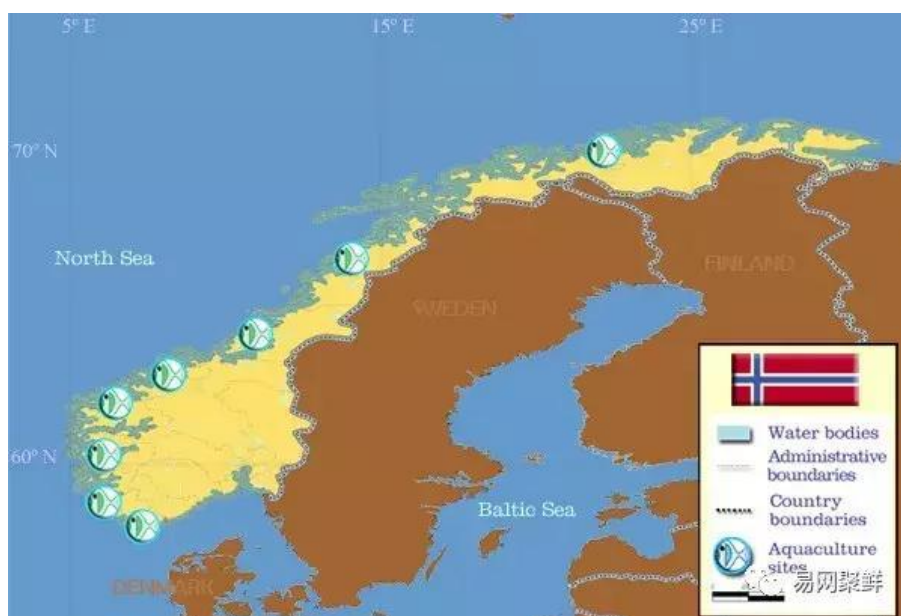 5° E
15° E
25° E
70° N
North Sea
FINLAND
SWEDEN
60° N
Baltic Sea
DENMARK
Water bodies
Administrative
boundaries
Country
boundaries
Aquaculture
sites
易网聚鲜